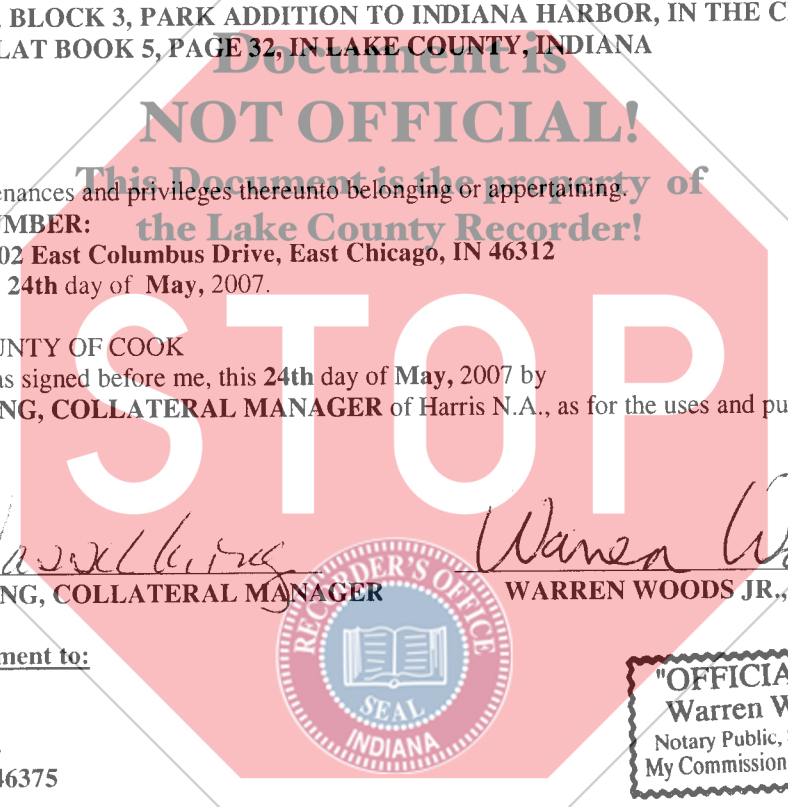 BLOCK 3, PARK ADDITION TO INDIANA HARBOR, IN THE
LAT BOOK 5, PAGE 32, IN LAKE COUNTY, INDIANA
Document is
NOT OFFICIAL!
This Document is the property of
the Lake County Recorder!
enances and privileges thereunto belonging or appertaining.
UMBER:
02 East Columbus Drive, East Chicago, IN 46312
24th day of May, 2007.
STOP
UNTY OF COOK
as signed before me, this 24th day of May, 2007 by
NG, COLLATERAL MANAGER of Harris N.A., as for the uses and pu
Warren
NG, COLLATERAL MANAGER
WARREN WOODS JR.,
RECORDER'S OFFICE
SEAL
INDIANA
ment to:
46375
"OFFICIA
Warren W
Notary Public,
My Commission